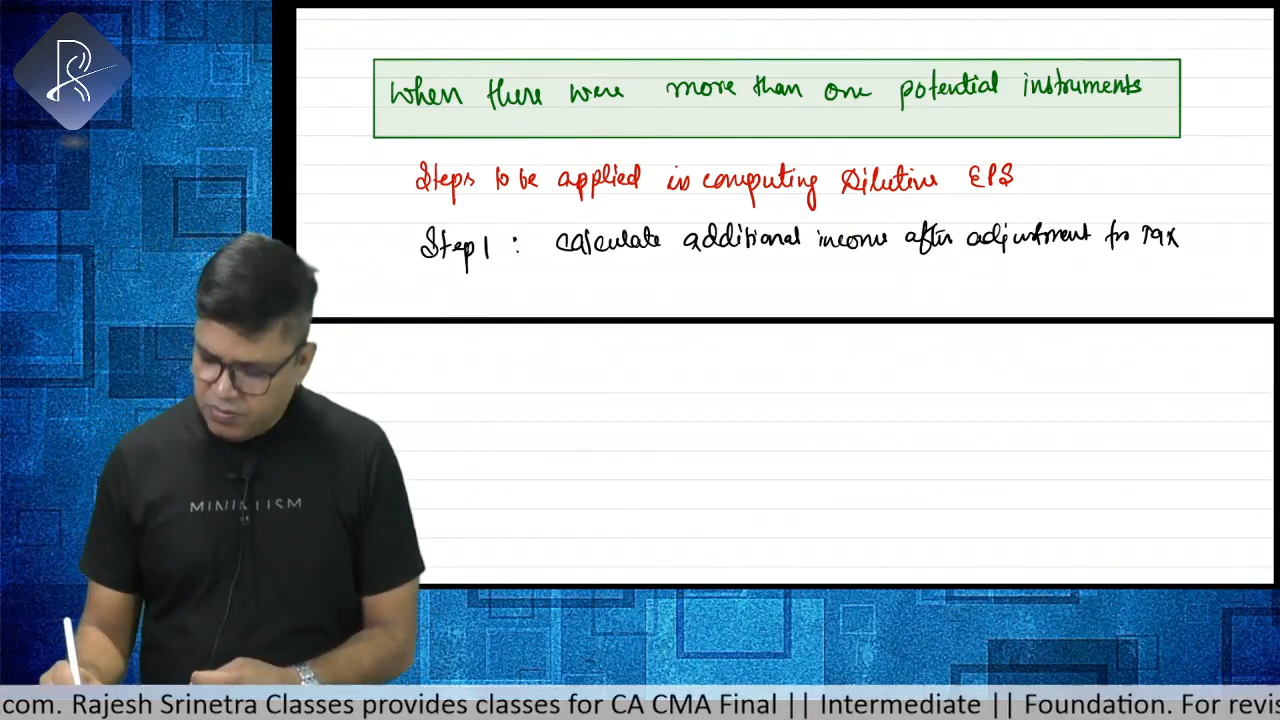 When there were more than one potential instruments
Steps to be applied in computing Dilutive EPS
Step 1 : calculate additional income after adjustment for Tax
MINIMLISM
com. Rajesh Srinetra Classes provides classes for CA CMA Final || Intermediate || Foundation. For revis